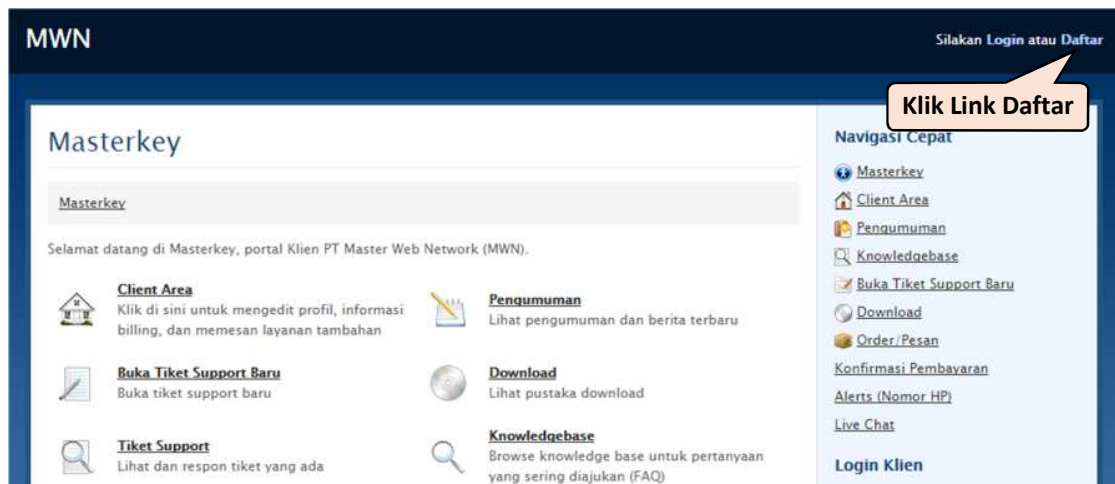 MWN
Silakan Login atau Daftar
Klik Link Daftar
Masterkey
Masterkey
Selamat datang di Masterkey, portal Klien PT Master Web Network (MWN).
Client Area
Klik di sini untuk mengedit profil, informasi
billing, dan memesan layanan tambahan
Pengumuman
Lihat pengumuman dan berita terbaru
Buka Tiket Support Baru
Buka tiket support baru
Download
Lihat pustaka download
Tiket Support
Lihat dan respon tiket yang ada
Knowledgebase
Browse knowledge base untuk pertanyaan
yang sering diajukan (FAQ)
Navigasi Cepat
Masterkey
Client Area
Pengumuman
Knowledgebase
Buka Tiket Support Baru
Download
Order/Pesan
Konfirmasi Pembayaran
Alerts (Nomor HP)
Live Chat
Login Klien